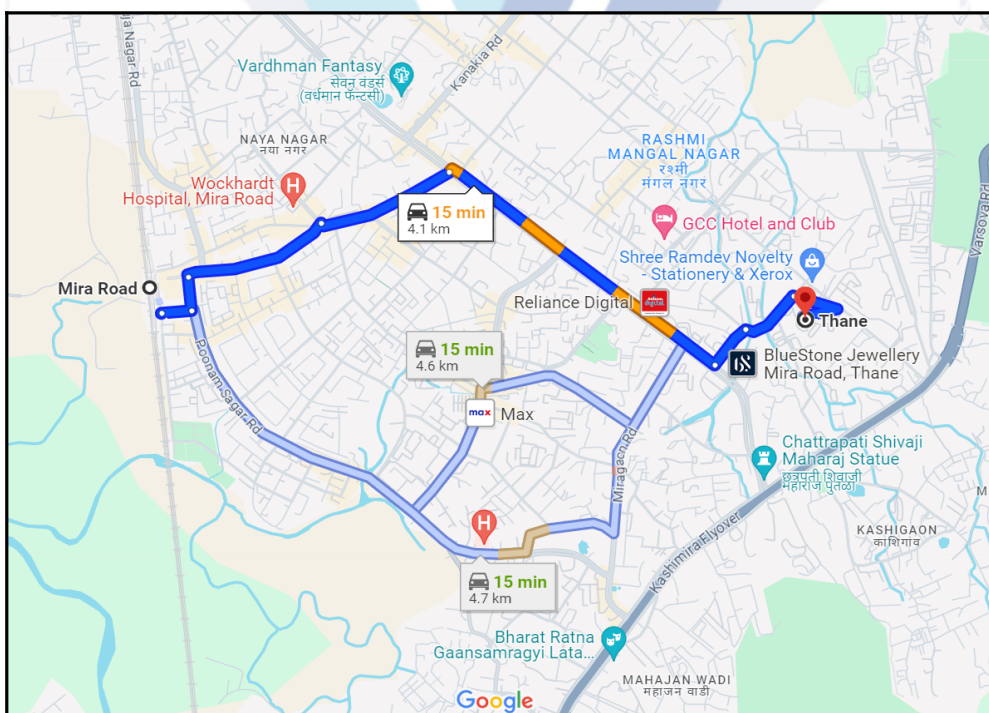 ja Nagar Rd
Vardhman Fantasy
सेवन वंडर्स
(वर्धमान फॅन्टसी)
Kanakia Rd
NAYA NAGAR
नया नगर
RASHMI
MANGAL NAGAR
रश्मी
मंगल नगर
Varsova Rd
Wockhardt
Hospital, Mira Road
H
15 min
4.1 km
GCC Hotel and Club
Shree Ramdev Novelty
- Stationery & Xerox
Mira Road
Reliance Digital
Thane
15 min
4.6 km
BlueStone Jewellery
Mira Road, Thane
Poonam Sagar Rd
max
Max
Miragaon Rd
Chattrapati Shivaji
Maharaj Statue
छत्रपती शिवाजी
महाराज पुतळा
H
KASHIGAON
काशिगाव
Kashimira Flyover
15 min
4.7 km
Bharat Ratna
Gaansamragyi Lata...
MAHAJAN WADI
महाजन वाडी
Google